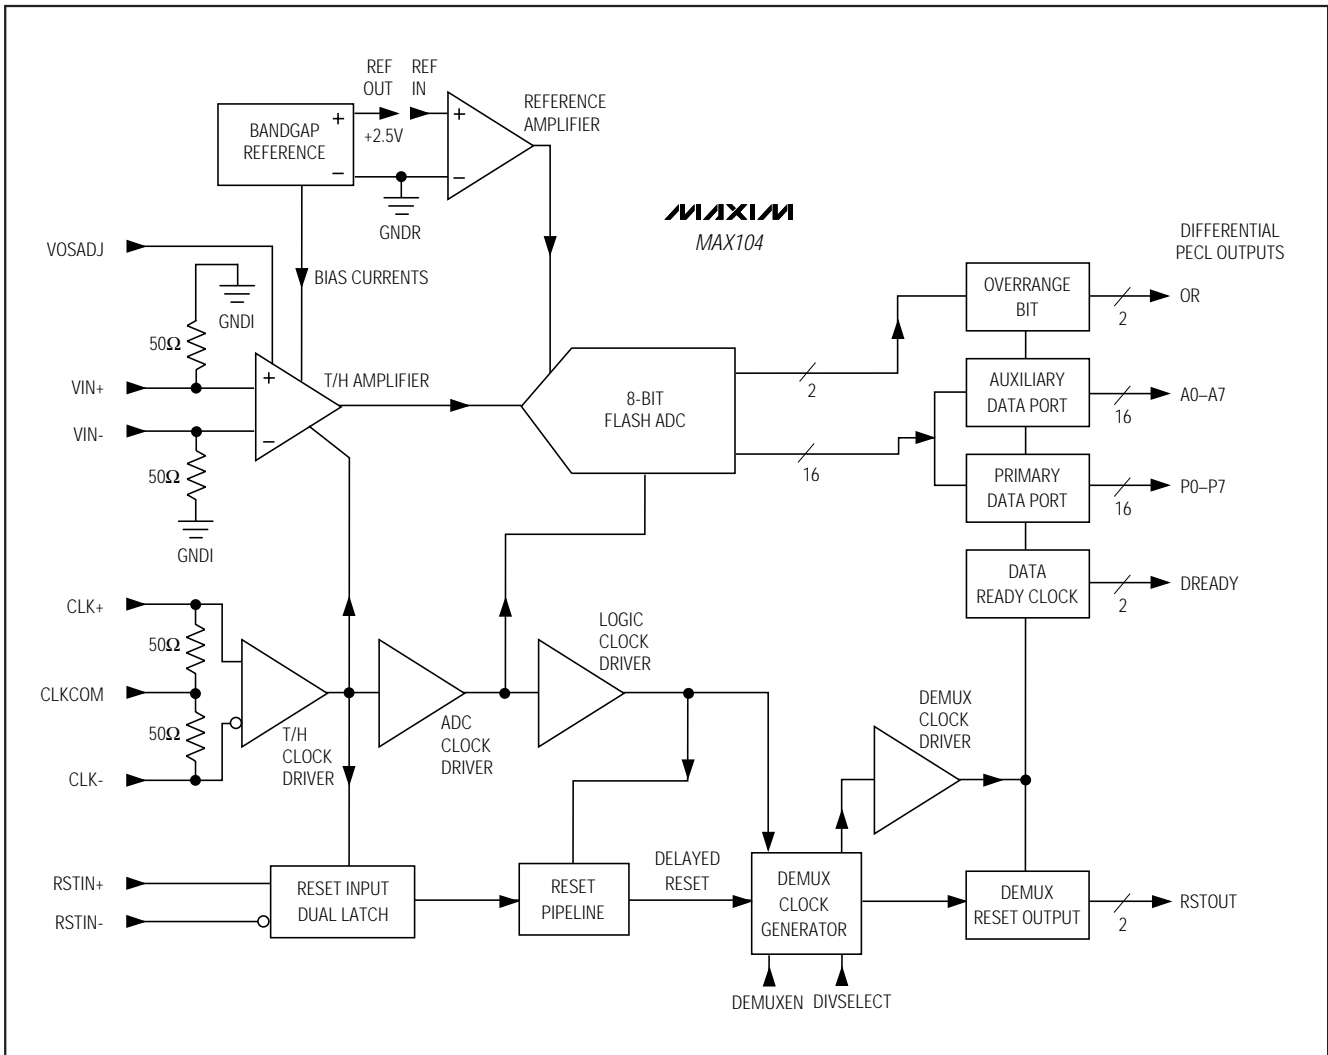 REF
OUT
REF
IN
BANDGAP
REFERENCE
+
−
+2.5V
+
−
REFERENCE
AMPLIFIER
GNDR
MAXIM
MAX104
DIFFERENTIAL
PECL OUTPUTS
VOSADJ
BIAS CURRENTS
GNDI
50Ω
VIN+
+
−
T/H AMPLIFIER
VIN-
50Ω
GNDI
8-BIT
FLASH ADC
2
16
OVERRANGE
BIT
2
OR
AUXILIARY
DATA PORT
16
A0–A7
PRIMARY
DATA PORT
16
P0–P7
DATA
READY CLOCK
2
DREADY
CLK+
50Ω
CLKCOM
50Ω
CLK-
T/H
CLOCK
DRIVER
ADC
CLOCK
DRIVER
LOGIC
CLOCK
DRIVER
DEMUX
CLOCK
DRIVER
RSTIN+
RSTIN-
RESET INPUT
DUAL LATCH
RESET
PIPELINE
DELAYED
RESET
DEMUX
CLOCK
GENERATOR
DEMUX
RESET OUTPUT
2
RSTOUT
DEMUXEN
DIVSELECT